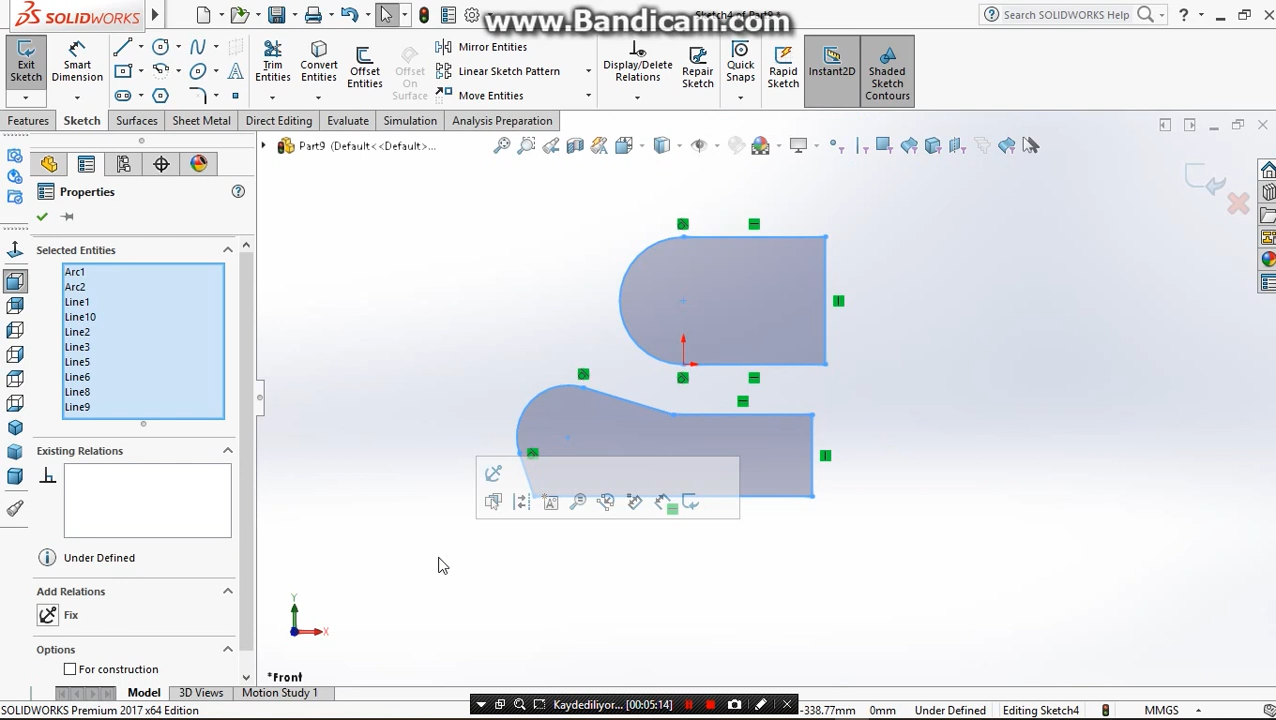 SOLIDWORKS
www.Bandicam.com
Search SOLIDWORKS Help
Exit Sketch
Smart Dimension
Trim Entities
Convert Entities
Offset Entities
Offset On Surface
Mirror Entities
Linear Sketch Pattern
Move Entities
Display/Delete Relations
Repair Sketch
Quick Snaps
Rapid Sketch
Instant2D
Shaded Sketch Contours
Features
Sketch
Surfaces
Sheet Metal
Direct Editing
Evaluate
Simulation
Analysis Preparation
Part9 (Default<<Default>...
Properties
Selected Entities
Arc1
Arc2
Line1
Line10
Line2
Line3
Line5
Line6
Line8
Line9
Existing Relations
Under Defined
Add Relations
Fix
Options
For construction
Y
X
*Front
Model
3D Views
Motion Study 1
SOLIDWORKS Premium 2017 x64 Edition
Kaydediliyor... [00:05:14]
-338.77mm
0mm
Under Defined
Editing Sketch4
MMGS